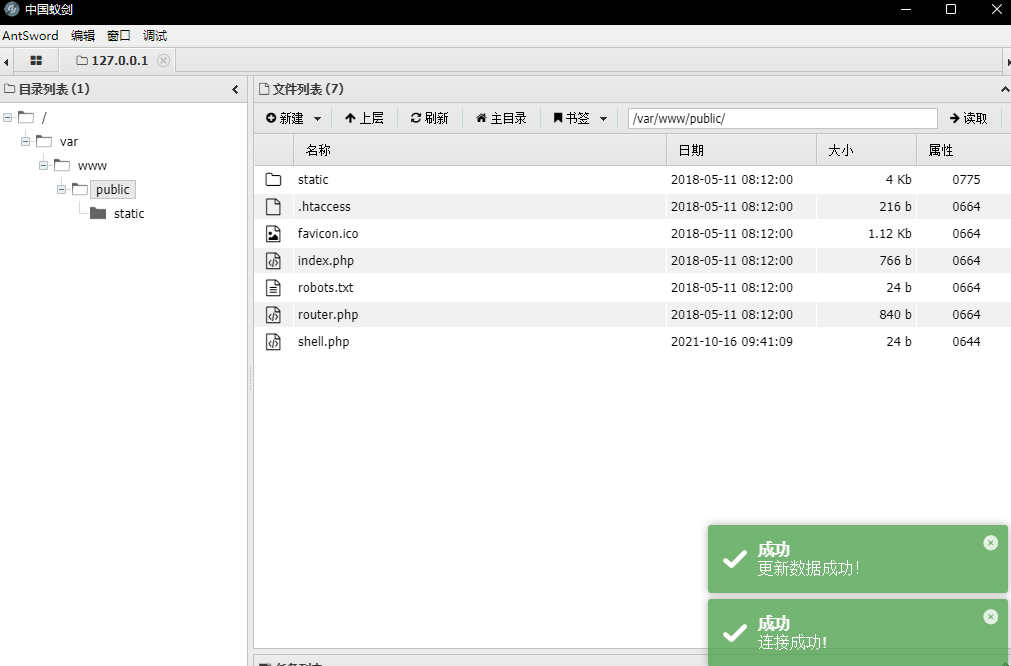 中国蚁剑
AntSword 编辑 窗口 调试
127.0.0.1
目录列表 (1)
/
var
www
public
static
文件列表 (7)
新建 上层 刷新 主目录 书签 /var/www/public/ 读取
名称 日期 大小 属性
static 2018-05-11 08:12:00 4 Kb 0775
.htaccess 2018-05-11 08:12:00 216 b 0664
favicon.ico 2018-05-11 08:12:00 1.12 Kb 0664
index.php 2018-05-11 08:12:00 766 b 0664
robots.txt 2018-05-11 08:12:00 24 b 0664
router.php 2018-05-11 08:12:00 840 b 0664
shell.php 2021-10-16 09:41:09 24 b 0644
成功
更新数据成功!
成功
连接成功!